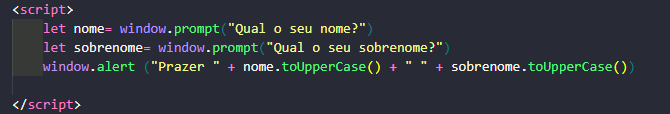 <script>
let nome= window.prompt("Qual o seu nome?")
let sobrenome= window.prompt("Qual o seu sobrenome?")
window.alert ("Prazer " + nome.toUpperCase() + " " + sobrenome.toUpperCase())
</script>